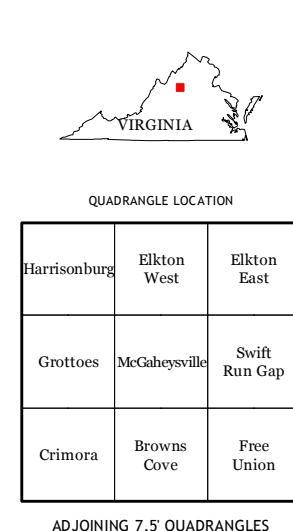 VIRGINIA
QUADRANGLE LOCATION
Harrisonburg
Elkton
West
Elkton
East
Grottoes
McGaheysville
Swift
Run Gap
Crimora
Browns
Cove
Free
Union
ADJOINING 7.5' QUADRANGLES